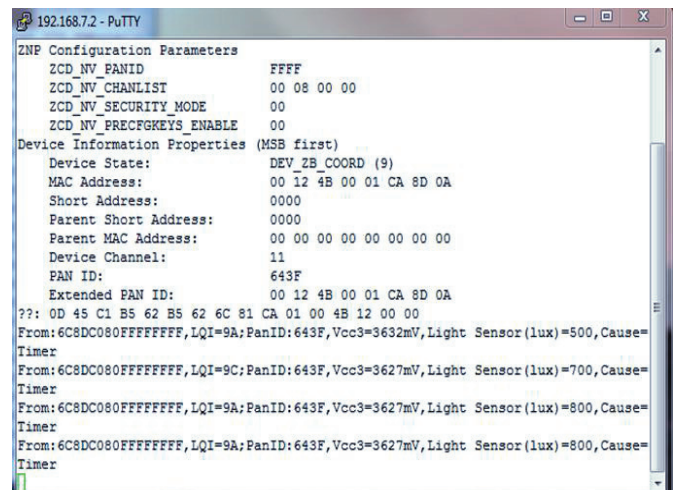 192.168.7.2 - PuTTY
ZNP Configuration Parameters
ZCD_NV_PANID FFFF
ZCD_NV_CHANLIST 00 08 00 00
ZCD_NV_SECURITY_MODE 00
ZCD_NV_PRECFGKEYS_ENABLE 00
Device Information Properties (MSB first)
Device State: DEV_ZB_COORD (9)
MAC Address: 00 12 4B 00 01 CA 8D 0A
Short Address: 0000
Parent Short Address: 0000
Parent MAC Address: 00 00 00 00 00 00 00 00
Device Channel: 11
PAN ID: 643F
Extended PAN ID: 00 12 4B 00 01 CA 8D 0A
??: 0D 45 C1 B5 62 B5 62 6C 81 CA 01 00 4B 12 00 00
From:6C8DC080FFFFFFFF,LQI=9A;PanID:643F,Vcc3=3632mV,Light Sensor(lux)=500,Cause=
Timer
From:6C8DC080FFFFFFFF,LQI=9C;PanID:643F,Vcc3=3627mV,Light Sensor(lux)=700,Cause=
Timer
From:6C8DC080FFFFFFFF,LQI=9A;PanID:643F,Vcc3=3627mV,Light Sensor(lux)=800,Cause=
Timer
From:6C8DC080FFFFFFFF,LQI=9A;PanID:643F,Vcc3=3627mV,Light Sensor(lux)=800,Cause=
Timer